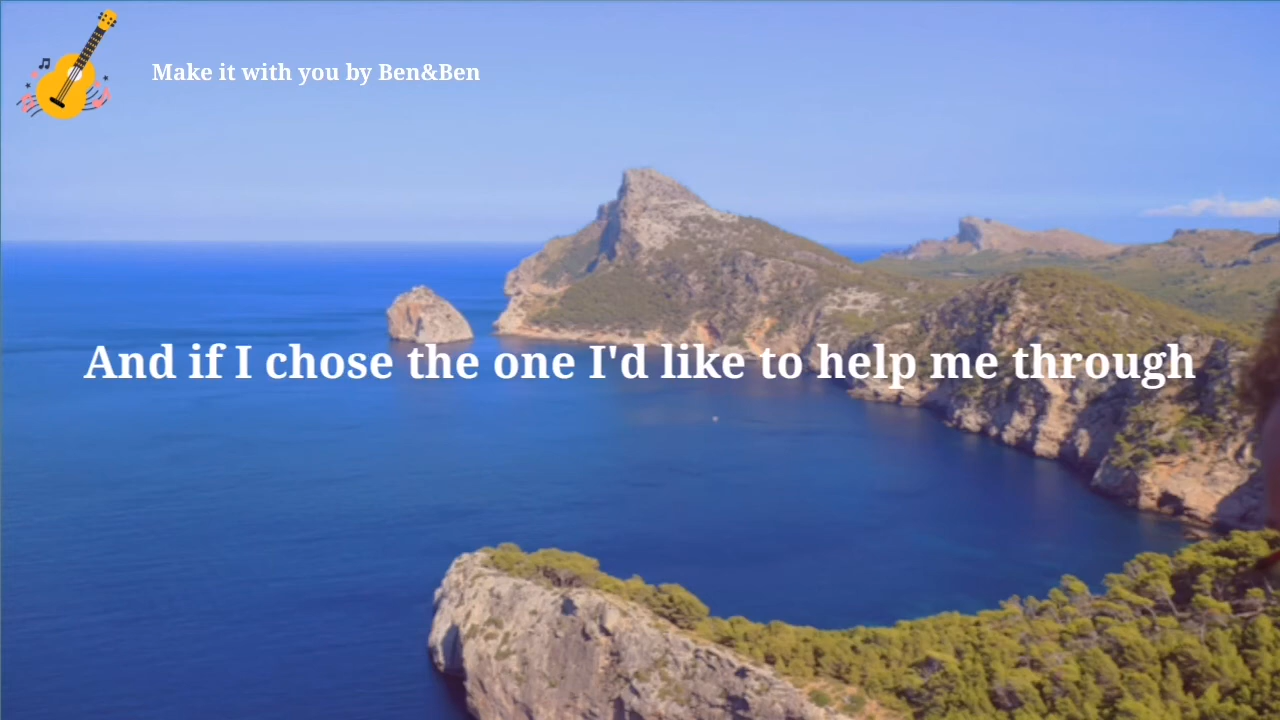 Make it with you by Ben&Ben
And if I chose the one I'd like to help me through